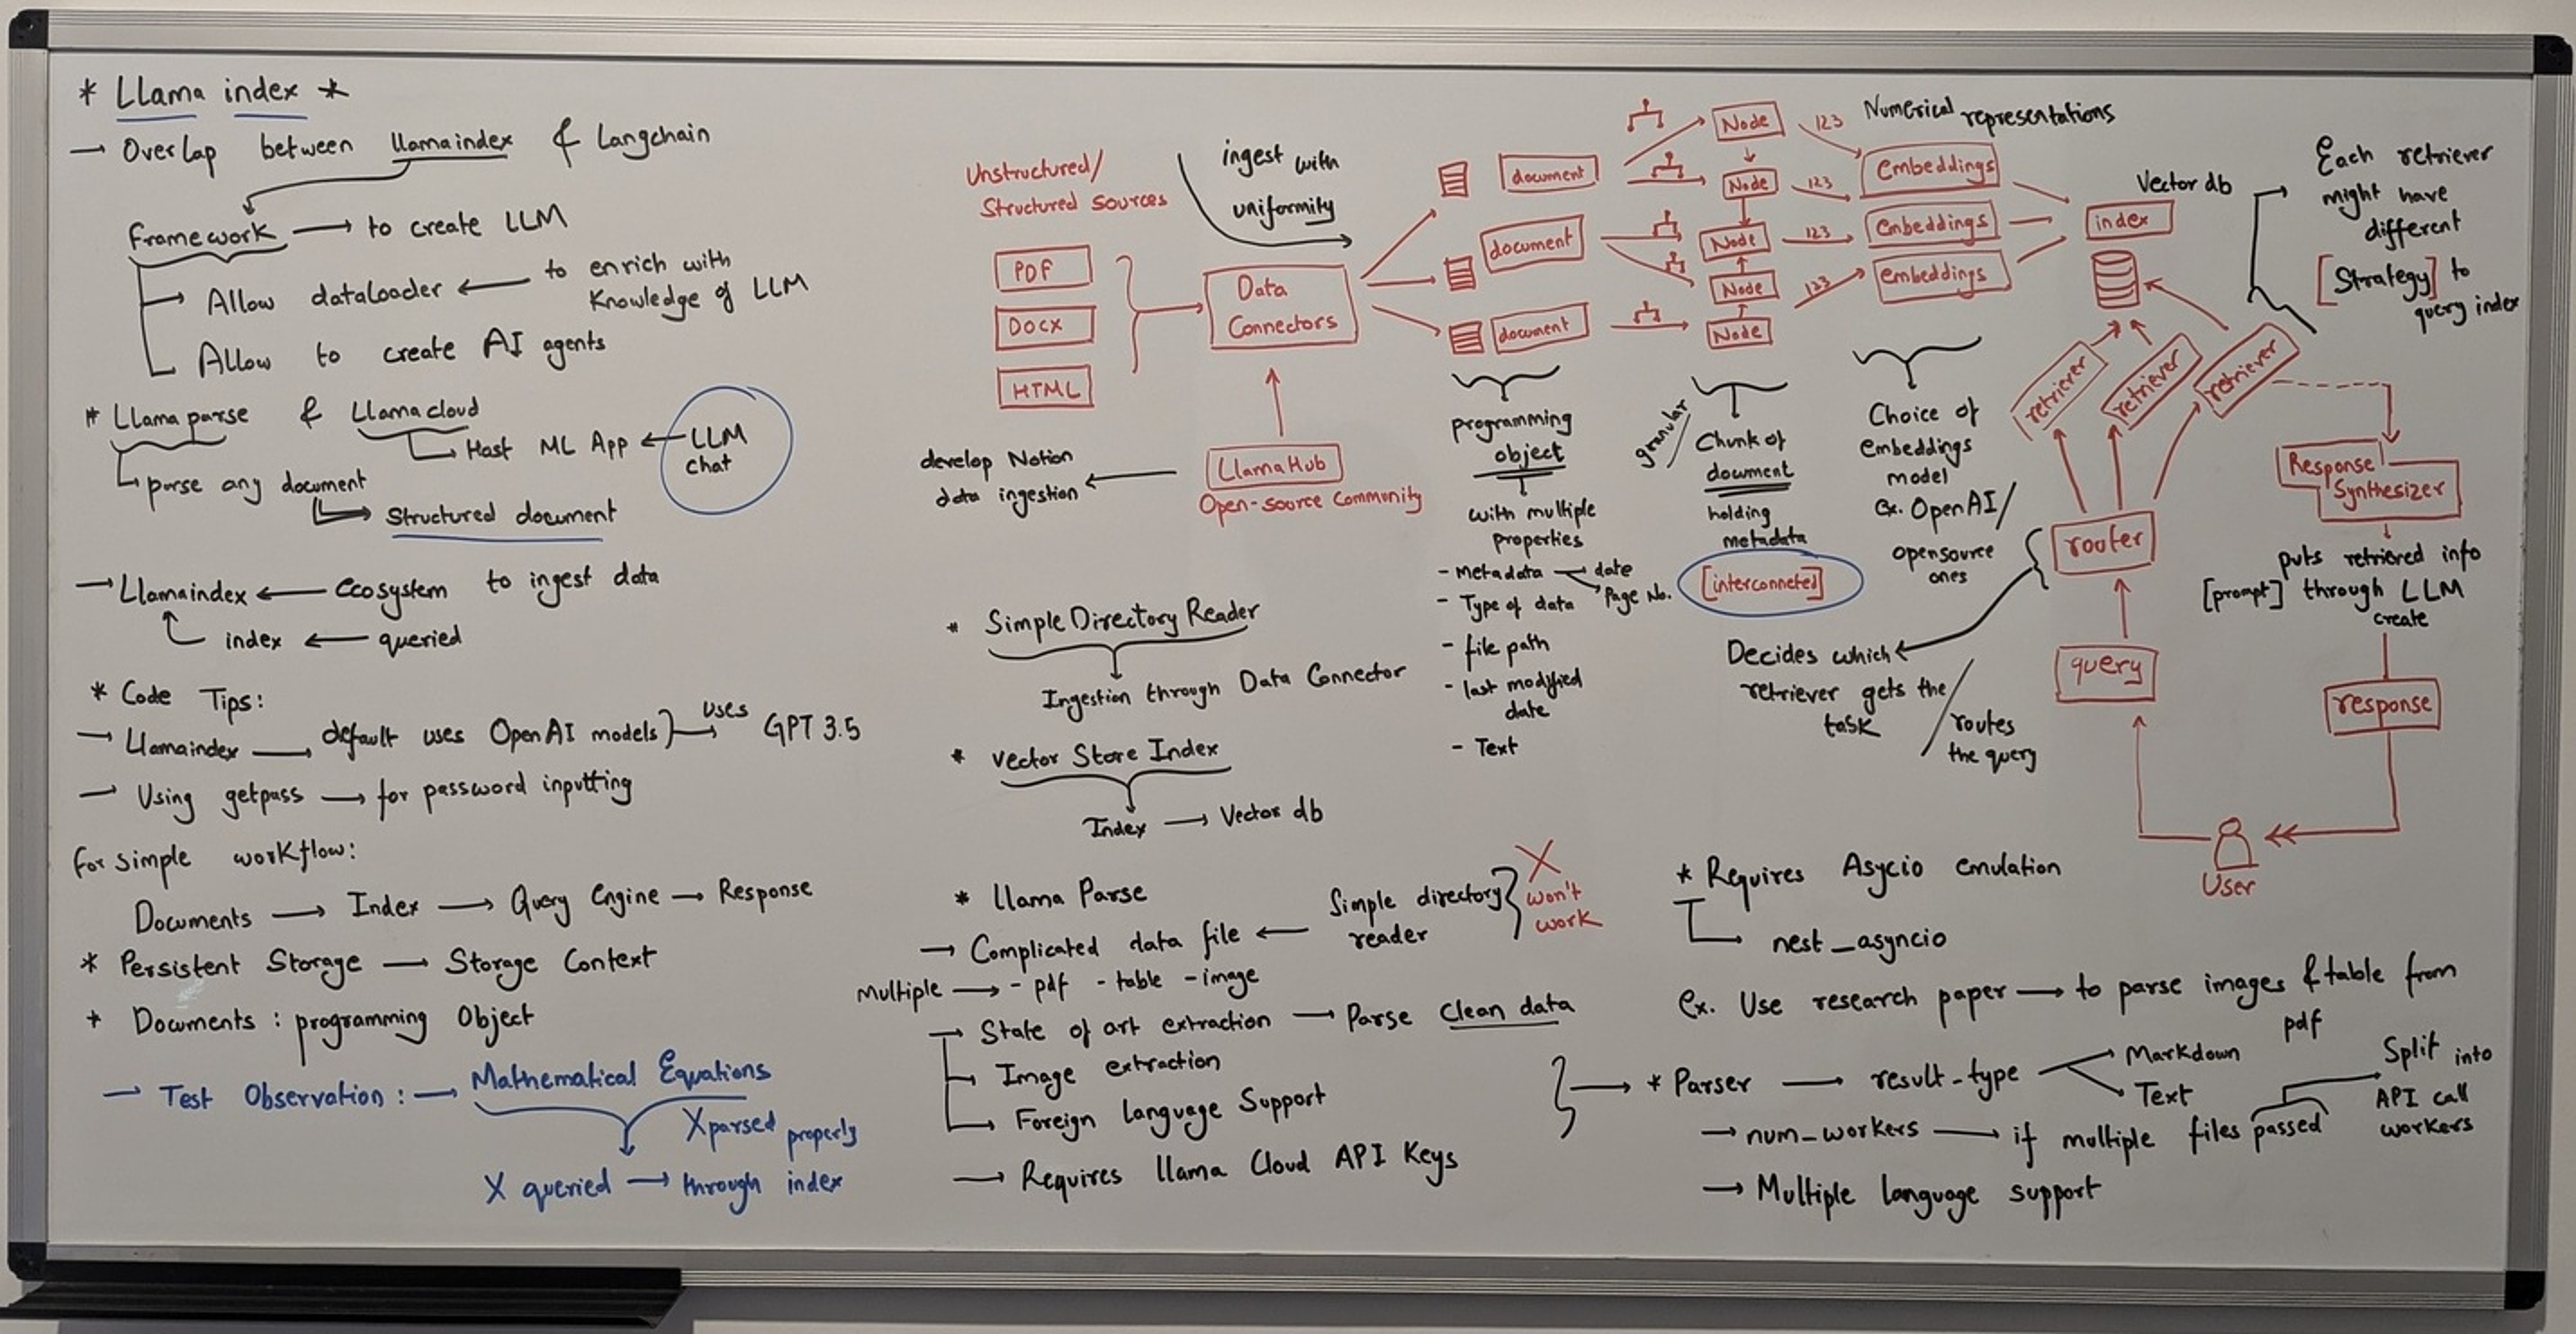 * Llama index *
→ Overlap between llamaindex & Langchain
framework → to create LLM
→ Allow dataloader ← to enrich with
Knowledge of LLM
Allow to create AI agents
* Llama parse & Llama cloud
Host ML App ← LLM
chat
parse any document
Structured document
→ Llamaindex ← ecosystem to ingest data
index ← queried
* Code Tips:
→ Llamaindex — default uses OpenAI models } → uses GPT 3.5
→ Using getpass → for password inputting
for simple workflow:
Documents → Index → Query Engine → Response
* Persistent Storage — Storage Context
* Documents : programming Object
→ Test Observation : → Mathematical Equations
X parsed properly
X queried → through index
Unstructured/
Structured sources
PDF
Docx
HTML
ingest with
uniformity
Data
Connectors
LlamaHub
Open-source community
develop Notion
data ingestion
document
document
document
Node
Node
Node
Node
Node
123
123
123
123
Numerical representations
Embeddings
Embeddings
embeddings
Vector db
index
Each retriever
might have
different
[Strategy] to
query index
retriever
retriever
retriever
programming
object
with multiple
properties
- Metadata → date
Page No.
- Type of data
- file path
- last modified
date
- Text
granular
Chunk of
document
holding
metadata
[interconneted]
Choice of
embeddings
model
ex. OpenAI/
opensource
ones
router
Decides which
retriever gets the
task
/ routes
the query
query
User
Response
Synthesizer
puts retrieved info
[prompt] through LLM
create
response
* Simple Directory Reader
Ingestion through Data Connector
* Vector Store Index
Index → Vector db
* Llama Parse
→ Complicated data file ← Simple directory
reader
X
won't
work
Multiple → - pdf - table - image
→ State of art extraction → Parse clean data
→ Image extraction
→ Foreign language Support
→ Requires llama Cloud API Keys
* Requires Asycio emulation
→ nest_asyncio
ex. Use research paper → to parse images & table from
pdf
→ * Parser → result_type → Markdown
Text
→ num_workers → if multiple files passed
Split into
API call
workers
→ Multiple language support